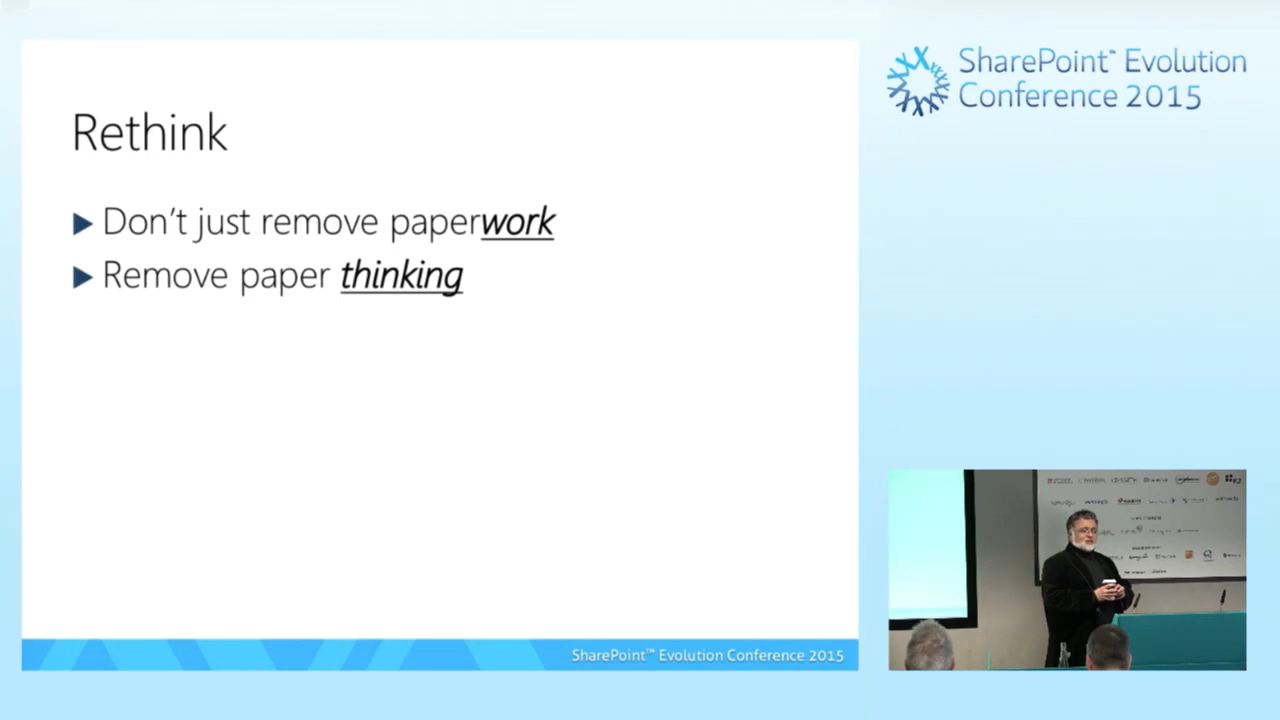 SharePoint™ Evolution
Conference 2015
Rethink
Don't just remove paperwork
Remove paper thinking
SharePoint™ Evolution Conference 2015